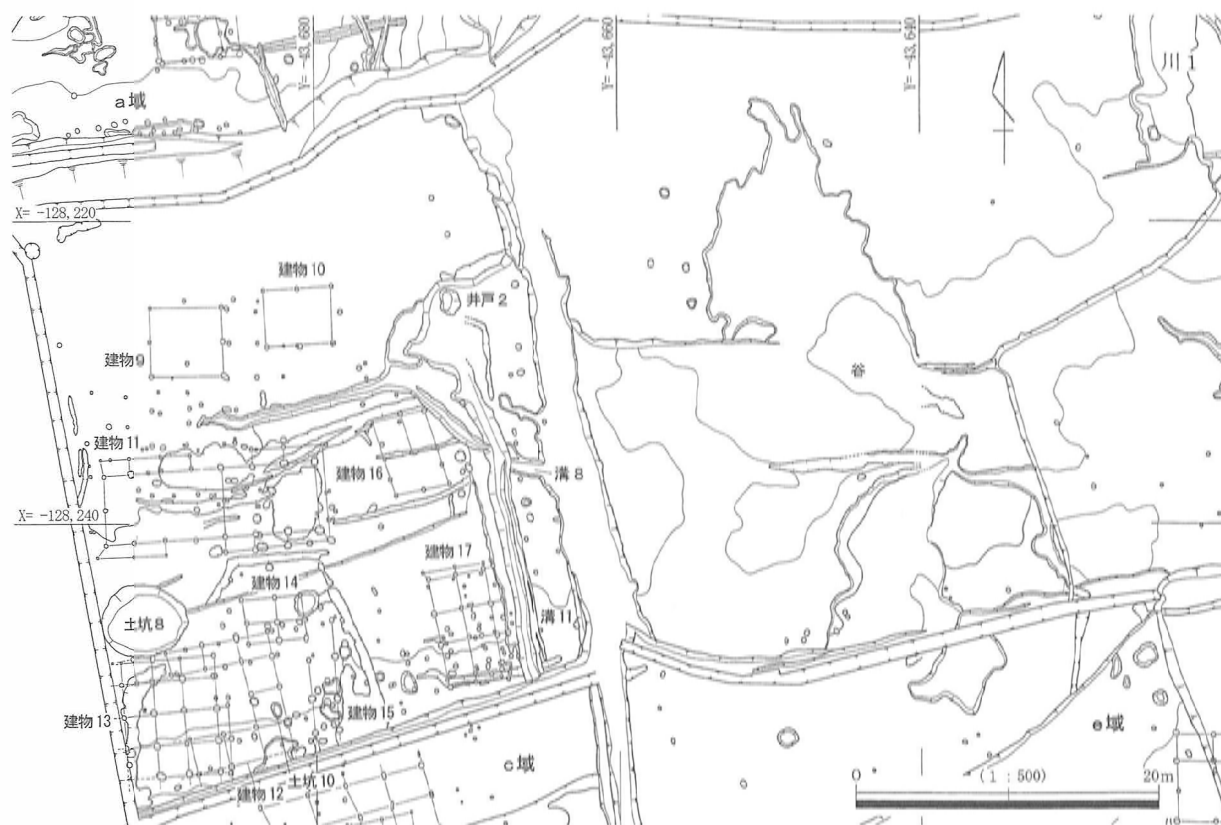 Y= -43,680
Y= -43,660
Y= -43,640
川1
a域
X= -128,220
建物10
井戸2
建物9
谷
建物11
建物16
溝8
X= -128,240
建物17
建物14
土坑8
溝11
建物13
建物15
e域
c域
土坑10
建物12
0 (1 : 500) 20m